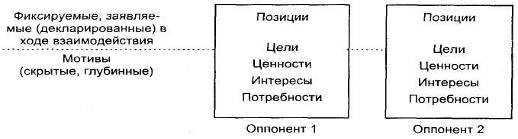 Фиксируемые, заявляе-
мые (декларированные) в
ходе взаимодействия
Мотивы
(скрытые, глубинные)
Позиции
Цели
Ценности
Интересы
Потребности
Оппонент 1
Позиции
Цели
Ценности
Интересы
Потребности
Оппонент 2